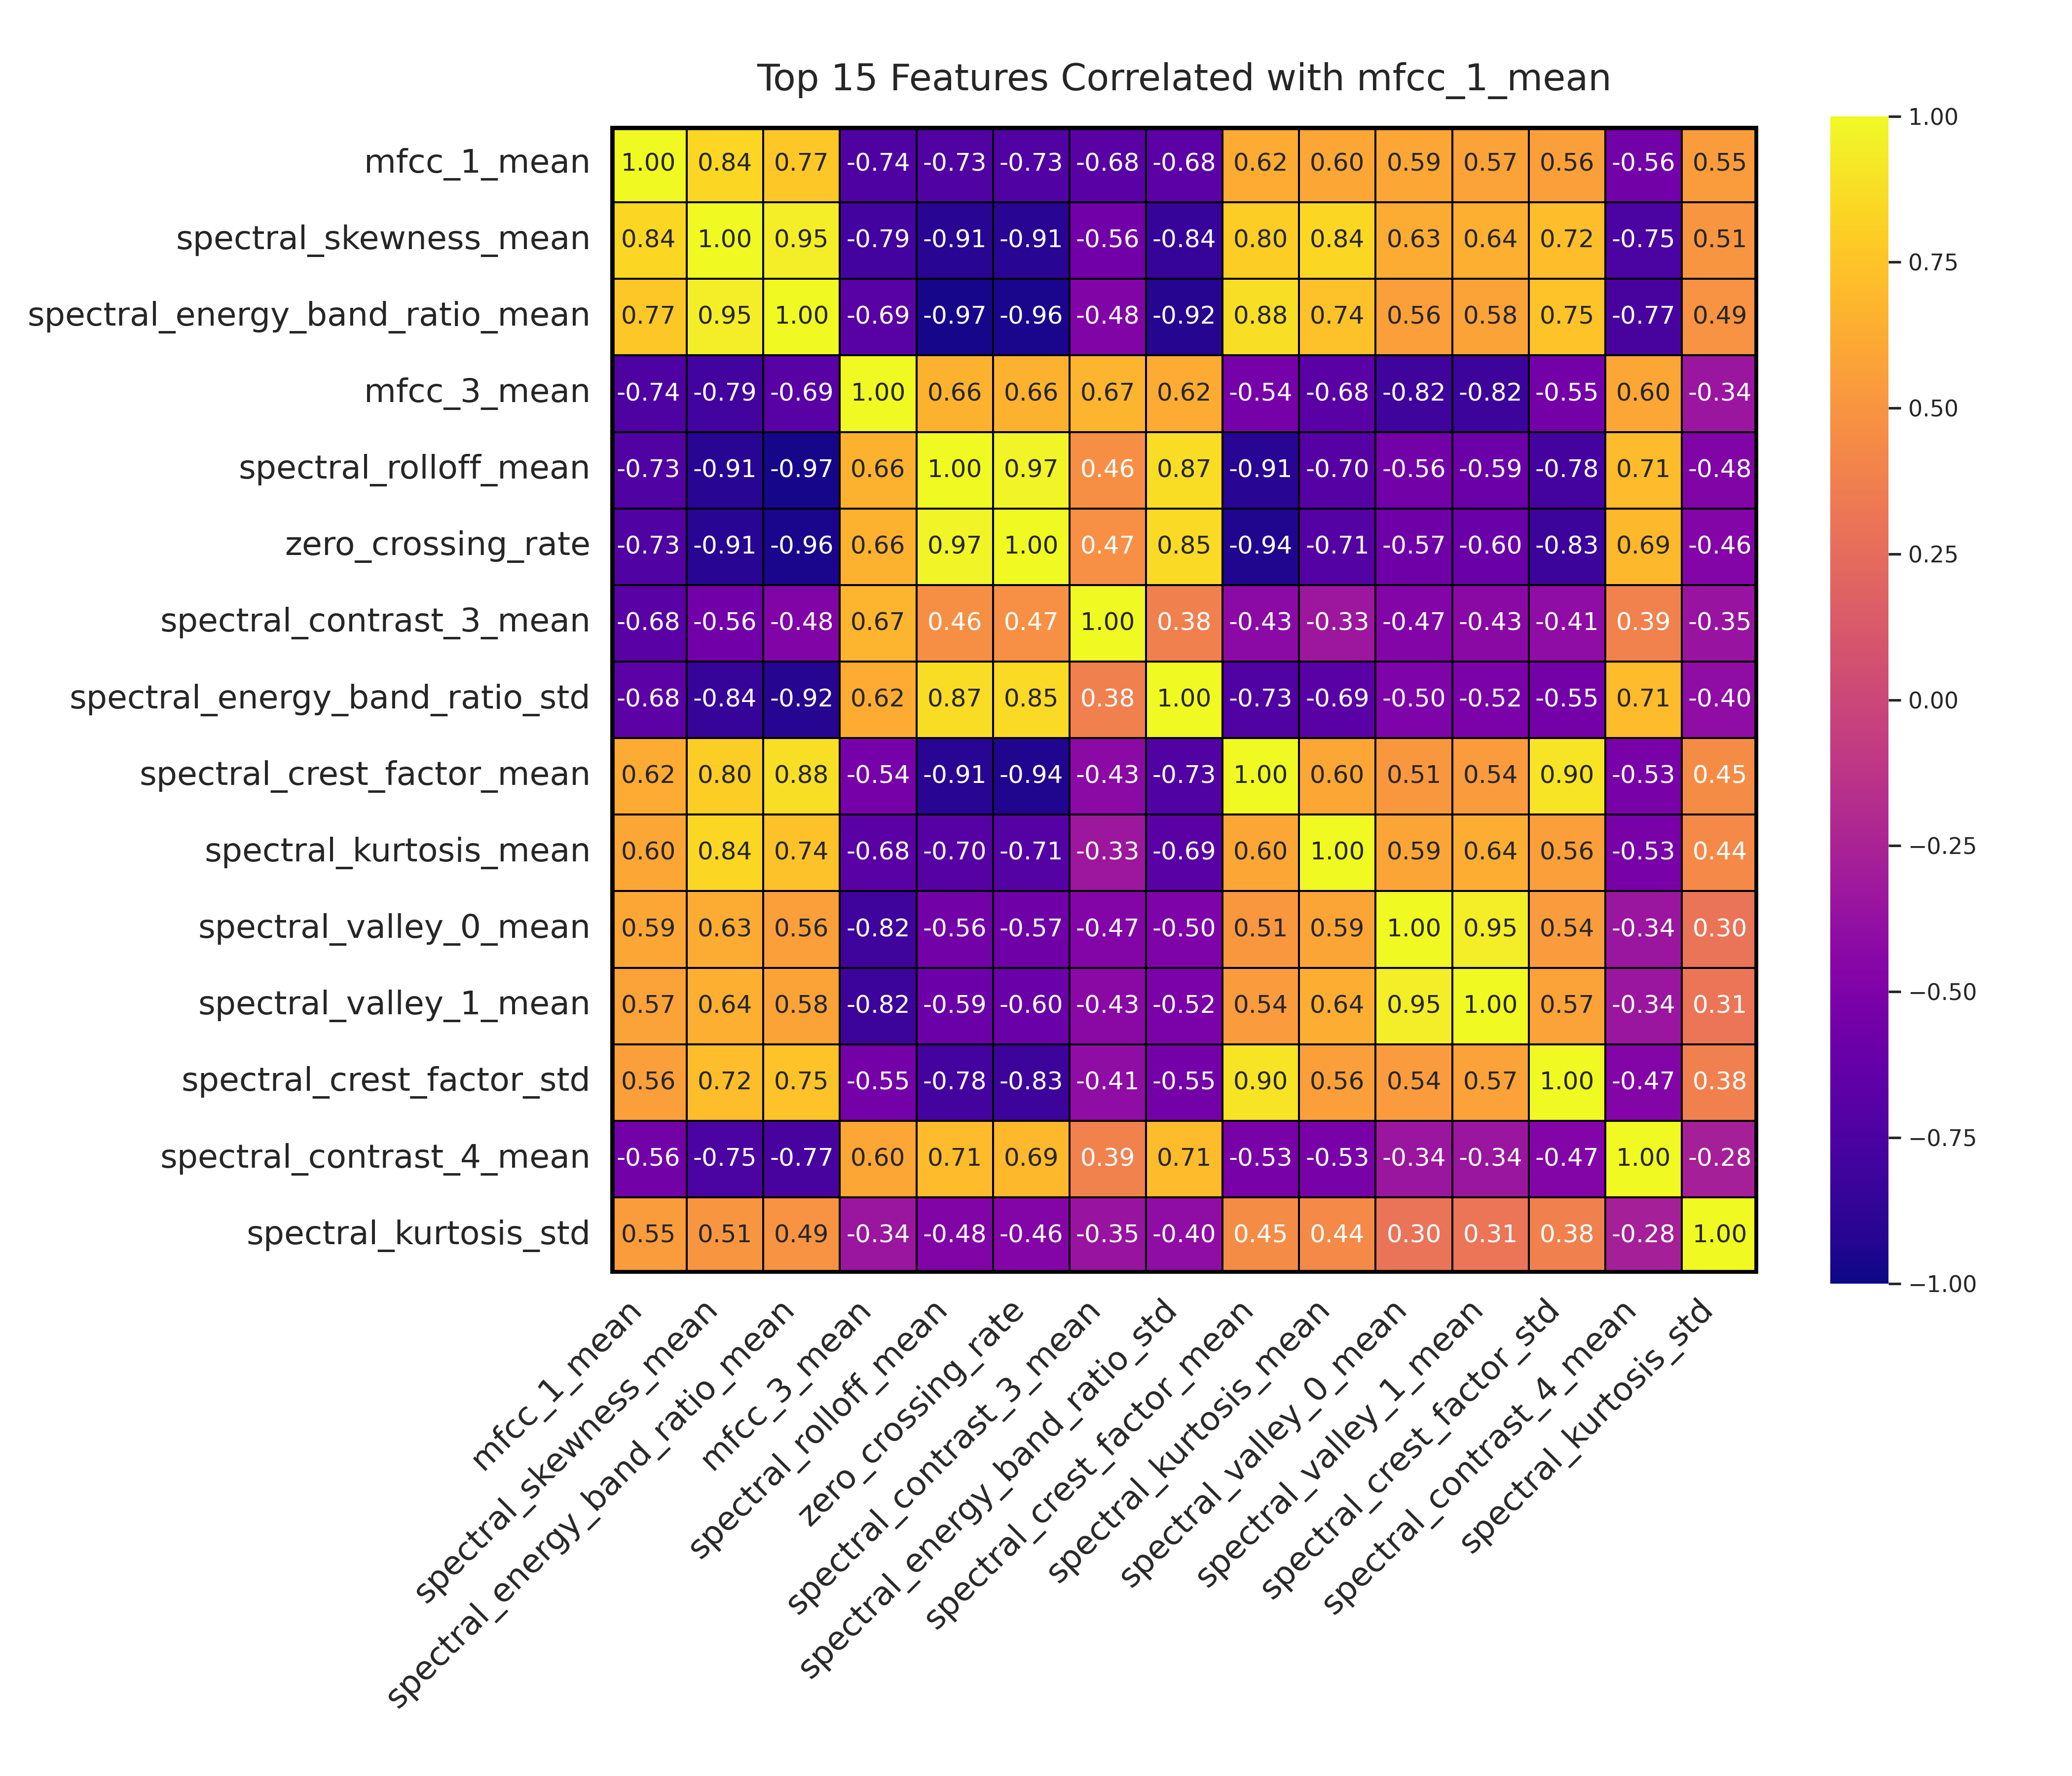 Top 15 Features Correlated with mfcc_1_mean
mfcc_1_mean 1.00 0.84 0.77 -0.74 -0.73 -0.73 -0.68 -0.68 0.62 0.60 0.59 0.57 0.56 -0.56 0.55
spectral_skewness_mean 0.84 1.00 0.95 -0.79 -0.91 -0.91 -0.56 -0.84 0.80 0.84 0.63 0.64 0.72 -0.75 0.51
spectral_energy_band_ratio_mean 0.77 0.95 1.00 -0.69 -0.97 -0.96 -0.48 -0.92 0.88 0.74 0.56 0.58 0.75 -0.77 0.49
mfcc_3_mean -0.74 -0.79 -0.69 1.00 0.66 0.66 0.67 0.62 -0.54 -0.68 -0.82 -0.82 -0.55 0.60 -0.34
spectral_rolloff_mean -0.73 -0.91 -0.97 0.66 1.00 0.97 0.46 0.87 -0.91 -0.70 -0.56 -0.59 -0.78 0.71 -0.48
zero_crossing_rate -0.73 -0.91 -0.96 0.66 0.97 1.00 0.47 0.85 -0.94 -0.71 -0.57 -0.60 -0.83 0.69 -0.46
spectral_contrast_3_mean -0.68 -0.56 -0.48 0.67 0.46 0.47 1.00 0.38 -0.43 -0.33 -0.47 -0.43 -0.41 0.39 -0.35
spectral_energy_band_ratio_std -0.68 -0.84 -0.92 0.62 0.87 0.85 0.38 1.00 -0.73 -0.69 -0.50 -0.52 -0.55 0.71 -0.40
spectral_crest_factor_mean 0.62 0.80 0.88 -0.54 -0.91 -0.94 -0.43 -0.73 1.00 0.60 0.51 0.54 0.90 -0.53 0.45
spectral_kurtosis_mean 0.60 0.84 0.74 -0.68 -0.70 -0.71 -0.33 -0.69 0.60 1.00 0.59 0.64 0.56 -0.53 0.44
spectral_valley_0_mean 0.59 0.63 0.56 -0.82 -0.56 -0.57 -0.47 -0.50 0.51 0.59 1.00 0.95 0.54 -0.34 0.30
spectral_valley_1_mean 0.57 0.64 0.58 -0.82 -0.59 -0.60 -0.43 -0.52 0.54 0.64 0.95 1.00 0.57 -0.34 0.31
spectral_crest_factor_std 0.56 0.72 0.75 -0.55 -0.78 -0.83 -0.41 -0.55 0.90 0.56 0.54 0.57 1.00 -0.47 0.38
spectral_contrast_4_mean -0.56 -0.75 -0.77 0.60 0.71 0.69 0.39 0.71 -0.53 -0.53 -0.34 -0.34 -0.47 1.00 -0.28
spectral_kurtosis_std 0.55 0.51 0.49 -0.34 -0.48 -0.46 -0.35 -0.40 0.45 0.44 0.30 0.31 0.38 -0.28 1.00
mfcc_1_mean
spectral_skewness_mean
spectral_energy_band_ratio_mean
mfcc_3_mean
spectral_rolloff_mean
zero_crossing_rate
spectral_contrast_3_mean
spectral_energy_band_ratio_std
spectral_crest_factor_mean
spectral_kurtosis_mean
spectral_valley_0_mean
spectral_valley_1_mean
spectral_crest_factor_std
spectral_contrast_4_mean
spectral_kurtosis_std
1.00
0.75
0.50
0.25
0.00
−0.25
−0.50
−0.75
−1.00